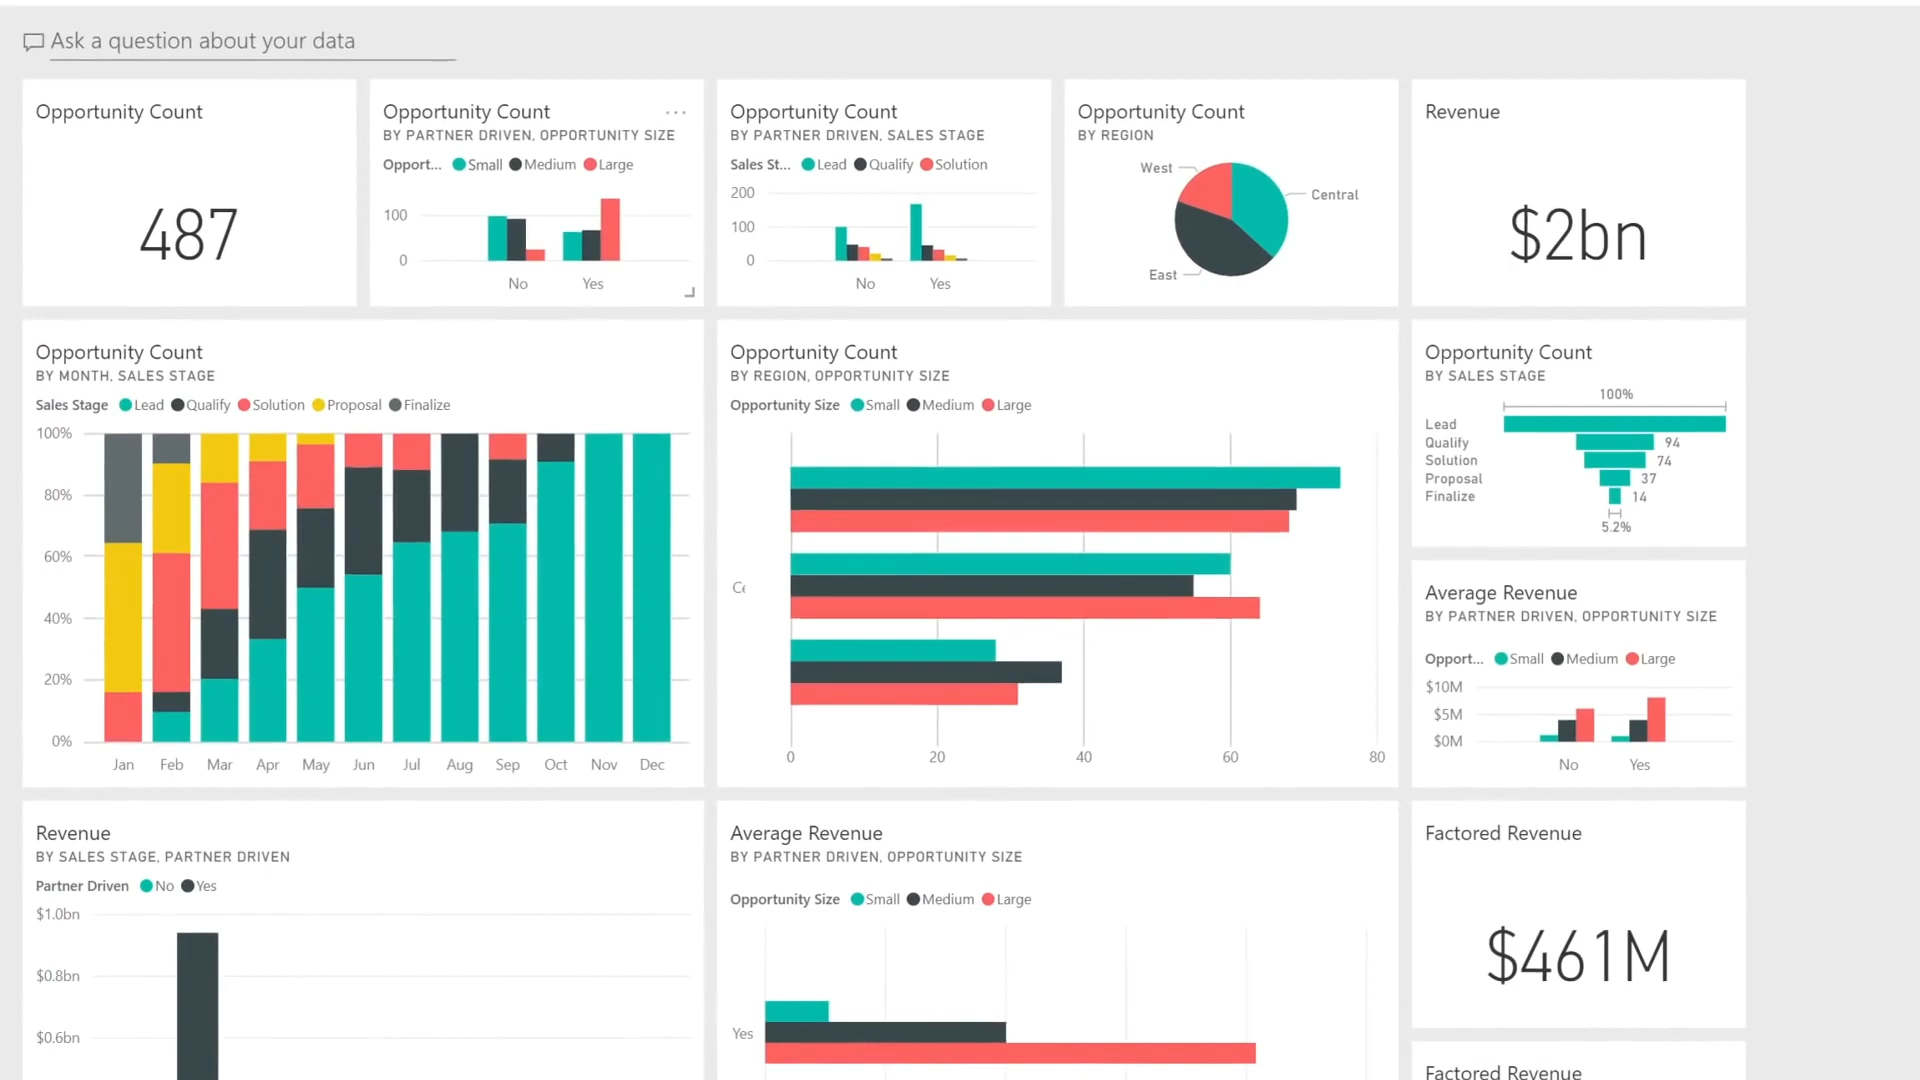 Ask a question about your data
Opportunity Count
487
Opportunity Count
BY PARTNER DRIVEN, OPPORTUNITY SIZE
Opport... Small Medium Large
100
0
No Yes
Opportunity Count
BY PARTNER DRIVEN, SALES STAGE
Sales St... Lead Qualify Solution
200
100
0
No Yes
Opportunity Count
BY REGION
West
Central
East
Revenue
$2bn
Opportunity Count
BY MONTH, SALES STAGE
Sales Stage Lead Qualify Solution Proposal Finalize
100%
80%
60%
40%
20%
0%
Jan Feb Mar Apr May Jun Jul Aug Sep Oct Nov Dec
Opportunity Count
BY REGION, OPPORTUNITY SIZE
Opportunity Size Small Medium Large
0 20 40 60 80
Opportunity Count
BY SALES STAGE
100%
Lead
Qualify 94
Solution 74
Proposal 37
Finalize 14
5.2%
Average Revenue
BY PARTNER DRIVEN, OPPORTUNITY SIZE
Opport... Small Medium Large
$10M
$5M
$0M
No Yes
Revenue
BY SALES STAGE, PARTNER DRIVEN
Partner Driven No Yes
$1.0bn
$0.8bn
$0.6bn
Average Revenue
BY PARTNER DRIVEN, OPPORTUNITY SIZE
Opportunity Size Small Medium Large
Yes
Factored Revenue
$461M
Factored Revenue